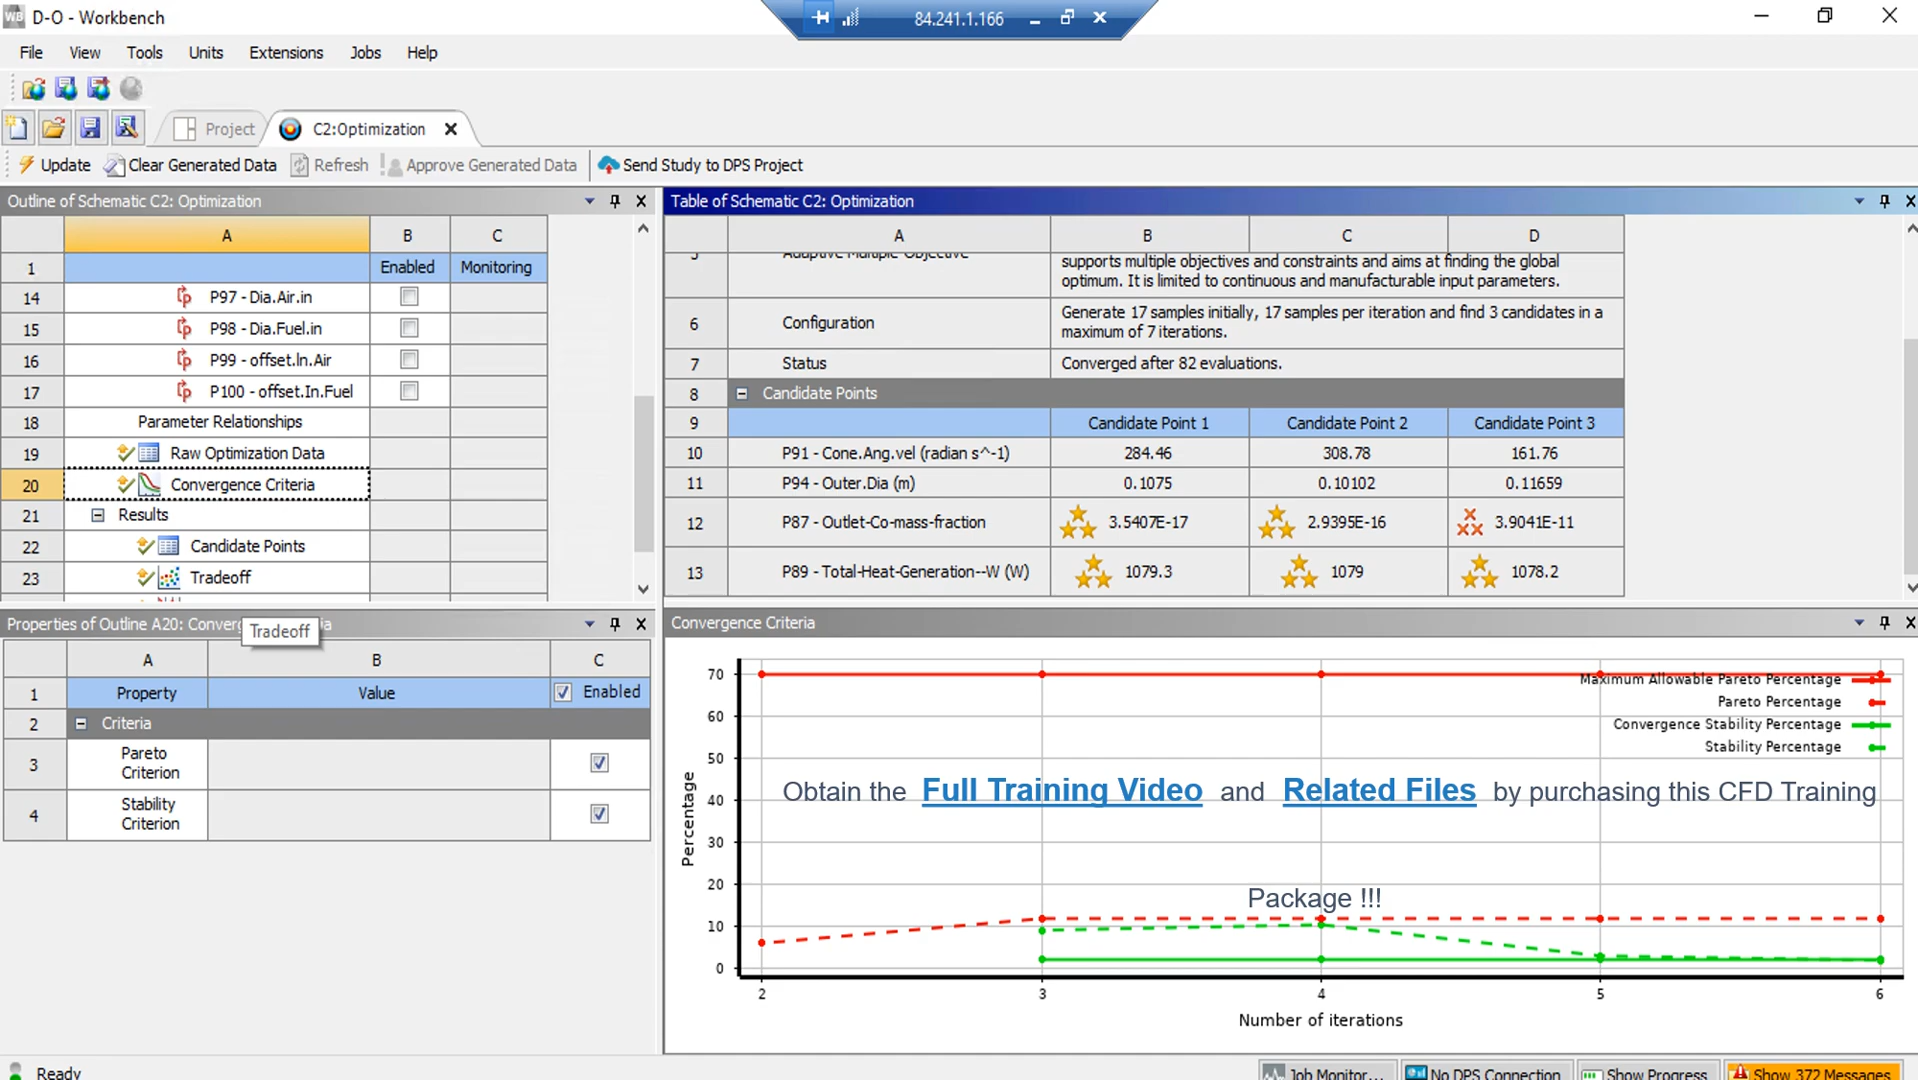 D-O - Workbench
84.241.1.166
File View Tools Units Extensions Jobs Help
Project C2:Optimization
Update Clear Generated Data Refresh Approve Generated Data Send Study to DPS Project
Outline of Schematic C2: Optimization
A B C
1 Enabled Monitoring
14 P97 - Dia.Air.in
15 P98 - Dia.Fuel.in
16 P99 - offset.In.Air
17 P100 - offset.In.Fuel
18 Parameter Relationships
19 Raw Optimization Data
20 Convergence Criteria
21 Results
22 Candidate Points
23 Tradeoff
Table of Schematic C2: Optimization
A B C D
supports multiple objectives and constraints and aims at finding the global
optimum. It is limited to continuous and manufacturable input parameters.
6 Configuration Generate 17 samples initially, 17 samples per iteration and find 3 candidates in a
maximum of 7 iterations.
7 Status Converged after 82 evaluations.
8 Candidate Points
9 Candidate Point 1 Candidate Point 2 Candidate Point 3
10 P91 - Cone.Ang.vel (radian s^-1) 284.46 308.78 161.76
11 P94 - Outer.Dia (m) 0.1075 0.10102 0.11659
12 P87 - Outlet-Co-mass-fraction 3.5407E-17 2.9395E-16 3.9041E-11
13 P89 - Total-Heat-Generation--W (W) 1079.3 1079 1078.2
Properties of Outline A20: Converg
Tradeoff
A B C
1 Property Value Enabled
2 Criteria
3 Pareto
Criterion
4 Stability
Criterion
Convergence Criteria
Maximum Allowable Pareto Percentage
Pareto Percentage
Convergence Stability Percentage
Stability Percentage
Obtain the Full Training Video and Related Files by purchasing this CFD Training
Package !!!
Percentage
70
60
50
40
30
20
10
0
2 3 4 5 6
Number of iterations
Ready
Job Monitor... No DPS Connection Show Progress Show 372 Messages